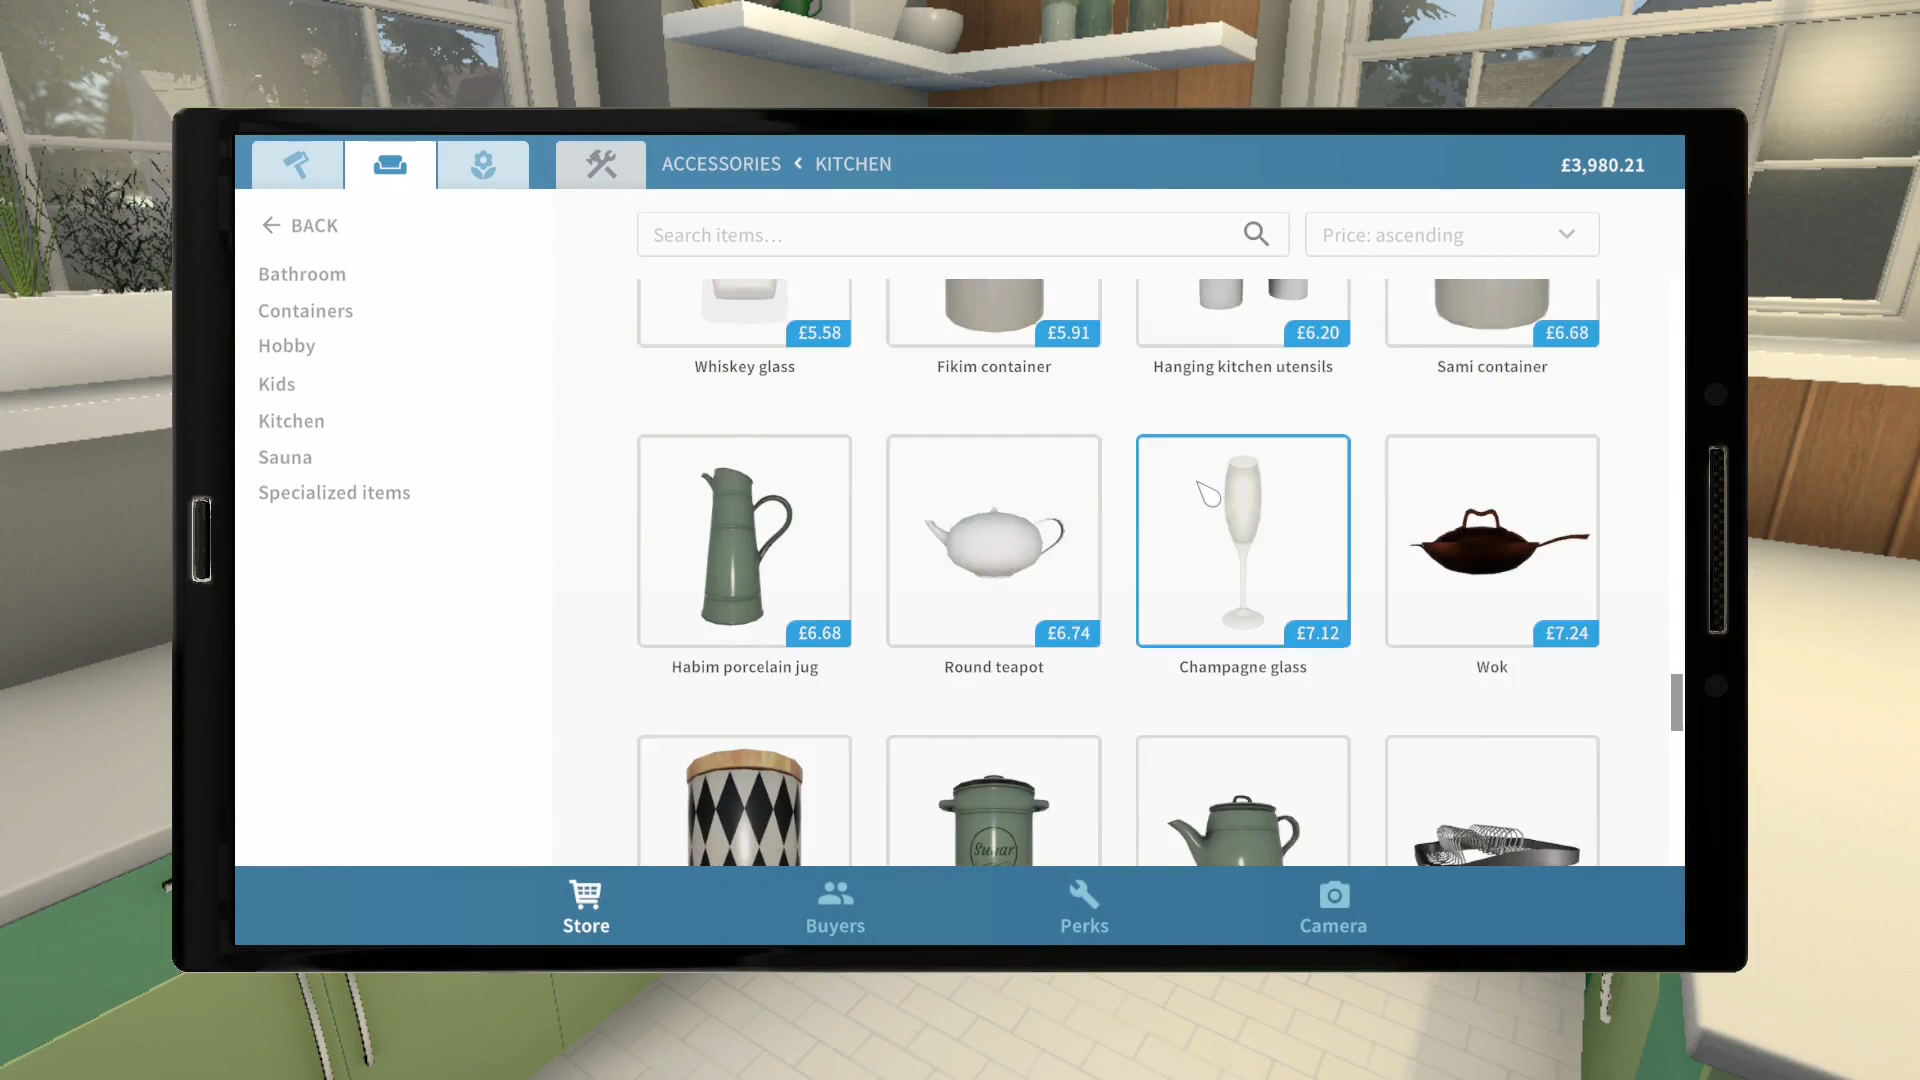 ACCESSORIES < KITCHEN
£3,980.21
BACK
Bathroom
Containers
Hobby
Kids
Kitchen
Sauna
Specialized items
Search items...
Price: ascending
£5.58
£5.91
£6.20
£6.68
Whiskey glass
Fikim container
Hanging kitchen utensils
Sami container
£6.68
£6.74
£7.12
£7.24
Habim porcelain jug
Round teapot
Champagne glass
Wok
Sugar
Store
Buyers
Perks
Camera